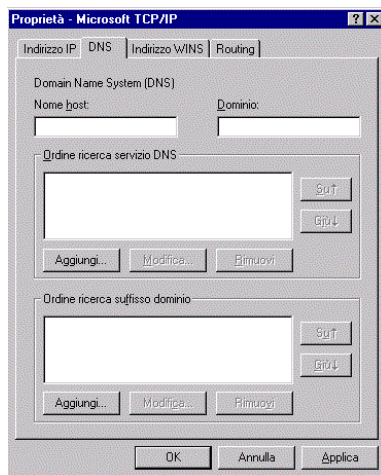 Proprietà - Microsoft TCP/IP
Indirizzo IP DNS Indirizzo WINS Routing
Domain Name System (DNS)
Nome host: Dominio:
Ordine ricerca servizio DNS
Su↑
Giù↓
Aggiungi... Modifica... Rimuovi
Ordine ricerca suffisso dominio
Su↑
Giù↓
Aggiungi... Modifica... Rimuovi
OK Annulla Applica